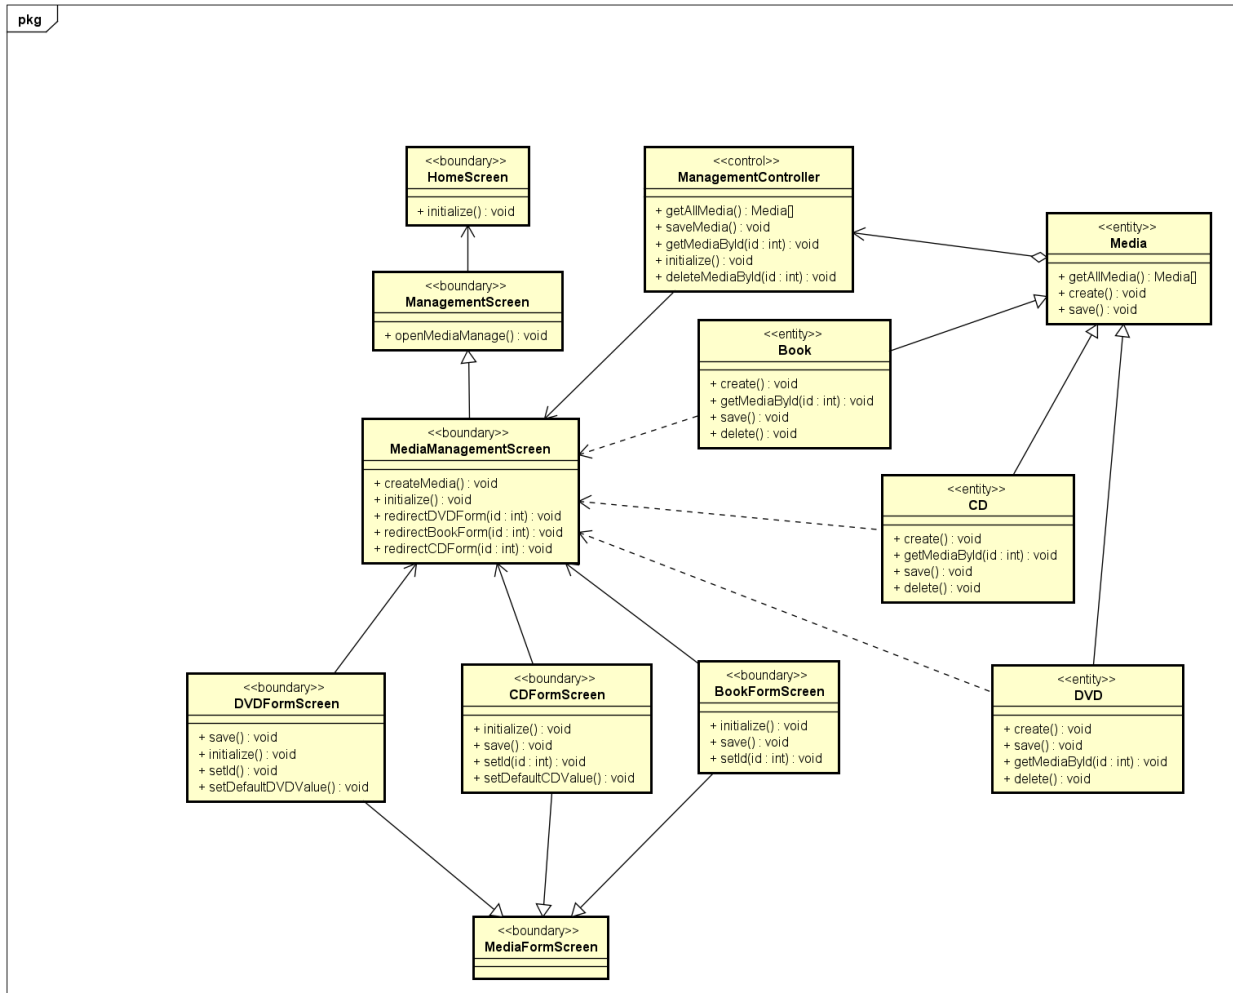 pkg
<<boundary>>
HomeScreen
+ initialize() : void
<<control>>
ManagementController
+ getAllMedia() : Media[]
+ saveMedia() : void
+ getMediaById(id : int) : void
+ initialize() : void
+ deleteMediaById(id : int) : void
<<entity>>
Media
+ getAllMedia() : Media[]
+ create() : void
+ save() : void
<<boundary>>
ManagementScreen
+ openMediaManage() : void
<<entity>>
Book
+ create() : void
+ getMediaById(id : int) : void
+ save() : void
+ delete() : void
<<boundary>>
MediaManagementScreen
+ createMedia() : void
+ initialize() : void
+ redirectDVDForm(id : int) : void
+ redirectBookForm(id : int) : void
+ redirectCDForm(id : int) : void
<<entity>>
CD
+ create() : void
+ getMediaById(id : int) : void
+ save() : void
+ delete() : void
<<boundary>>
DVDFormScreen
+ save() : void
+ initialize() : void
+ setId() : void
+ setDefaultDVDValue() : void
<<boundary>>
CDFormScreen
+ initialize() : void
+ save() : void
+ setId(id : int) : void
+ setDefaultCDValue() : void
<<boundary>>
BookFormScreen
+ initialize() : void
+ save() : void
+ setId(id : int) : void
<<entity>>
DVD
+ create() : void
+ save() : void
+ getMediaById(id : int) : void
+ delete() : void
<<boundary>>
MediaFormScreen